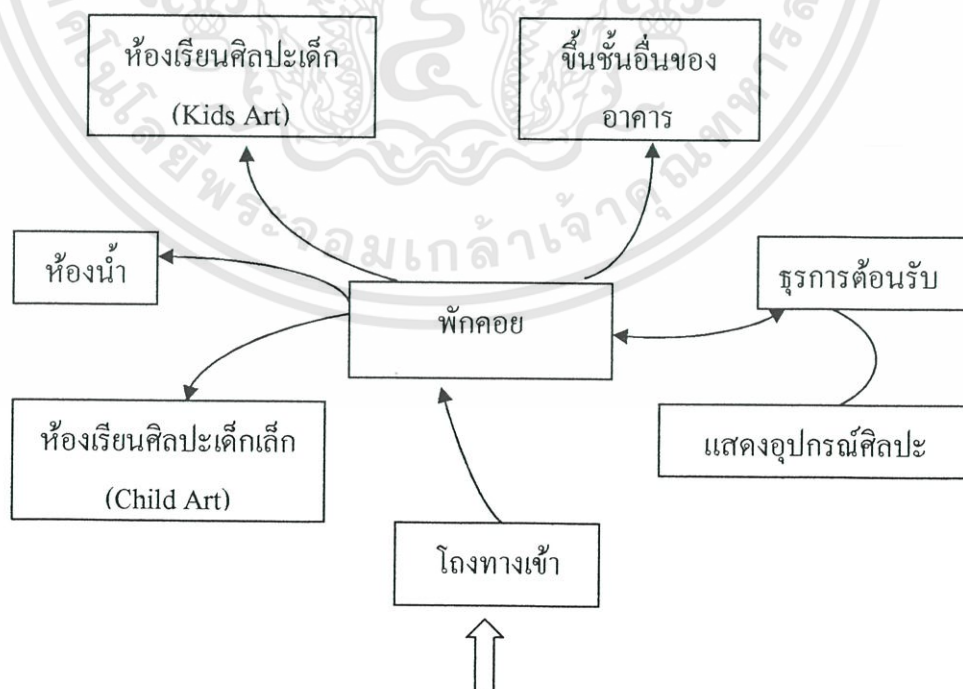 ห้องเรียนศิลปะเด็ก
(Kids Art)
ขึ้นชั้นอื่นของ
อาคาร
ห้องน้ำ
พักคอย
ธุรการต้อนรับ
ห้องเรียนศิลปะเด็กเล็ก
(Child Art)
แสดงอุปกรณ์ศิลปะ
โถงทางเข้า